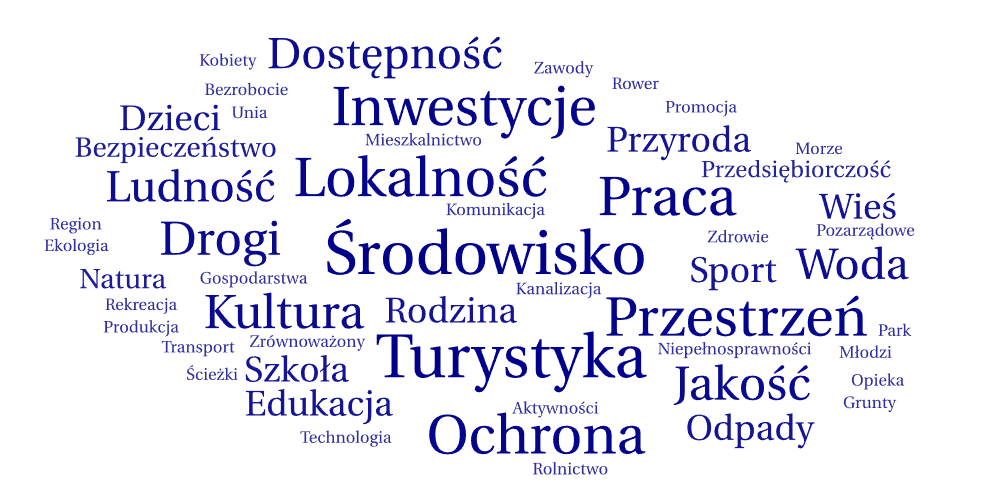 Dostępność
Kobiety
Zawody
Rower
Bezrobocie
Inwestycje
Promocja
Dzieci
Unia
Mieszkalnictwo
Przyroda
Bezpieczeństwo
Morze
Przedsiębiorczość
Ludność
Lokalność
Praca
Wieś
Komunikacja
Region
Pozarządowe
Ekologia
Drogi
Środowisko
Zdrowie
Natura
Gospodarstwa
Sport
Woda
Kanalizacja
Rekreacja
Kultura
Rodzina
Przestrzeń
Produkcja
Park
Transport
Zrównoważony
Turystyka
Niepełnosprawności
Młodzi
Ścieżki
Szkoła
Jakość
Opieka
Edukacja
Aktywności
Grunty
Technologia
Ochrona
Odpady
Rolnictwo